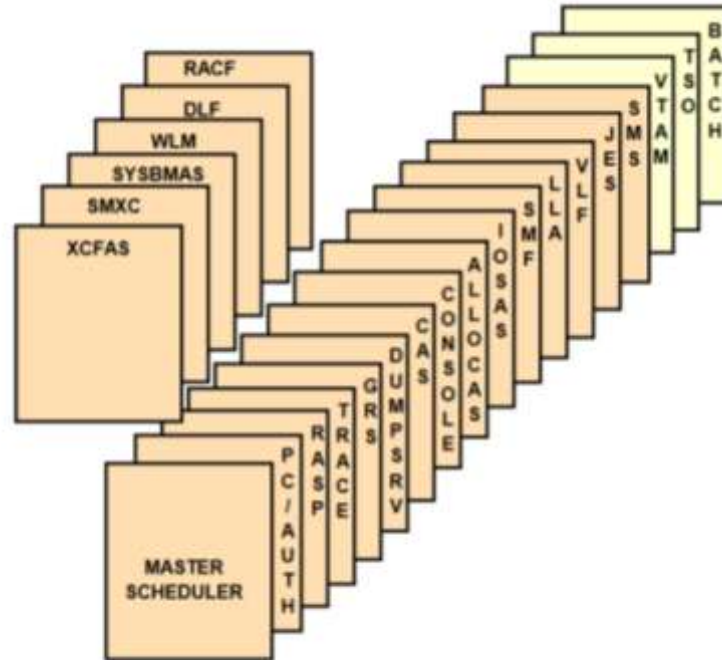 RACF
DLF
WLM
SYSBMAS
SMXC
XCFAS
BATCH
TSO
VTAM
SMS
JES
VLF
LLA
SMF
IOSAS
ALLOCAS
CONSOLE
CAS
DUMPSRV
GRS
TRACE
RASP
PC/AUTH
MASTER
SCHEDULER